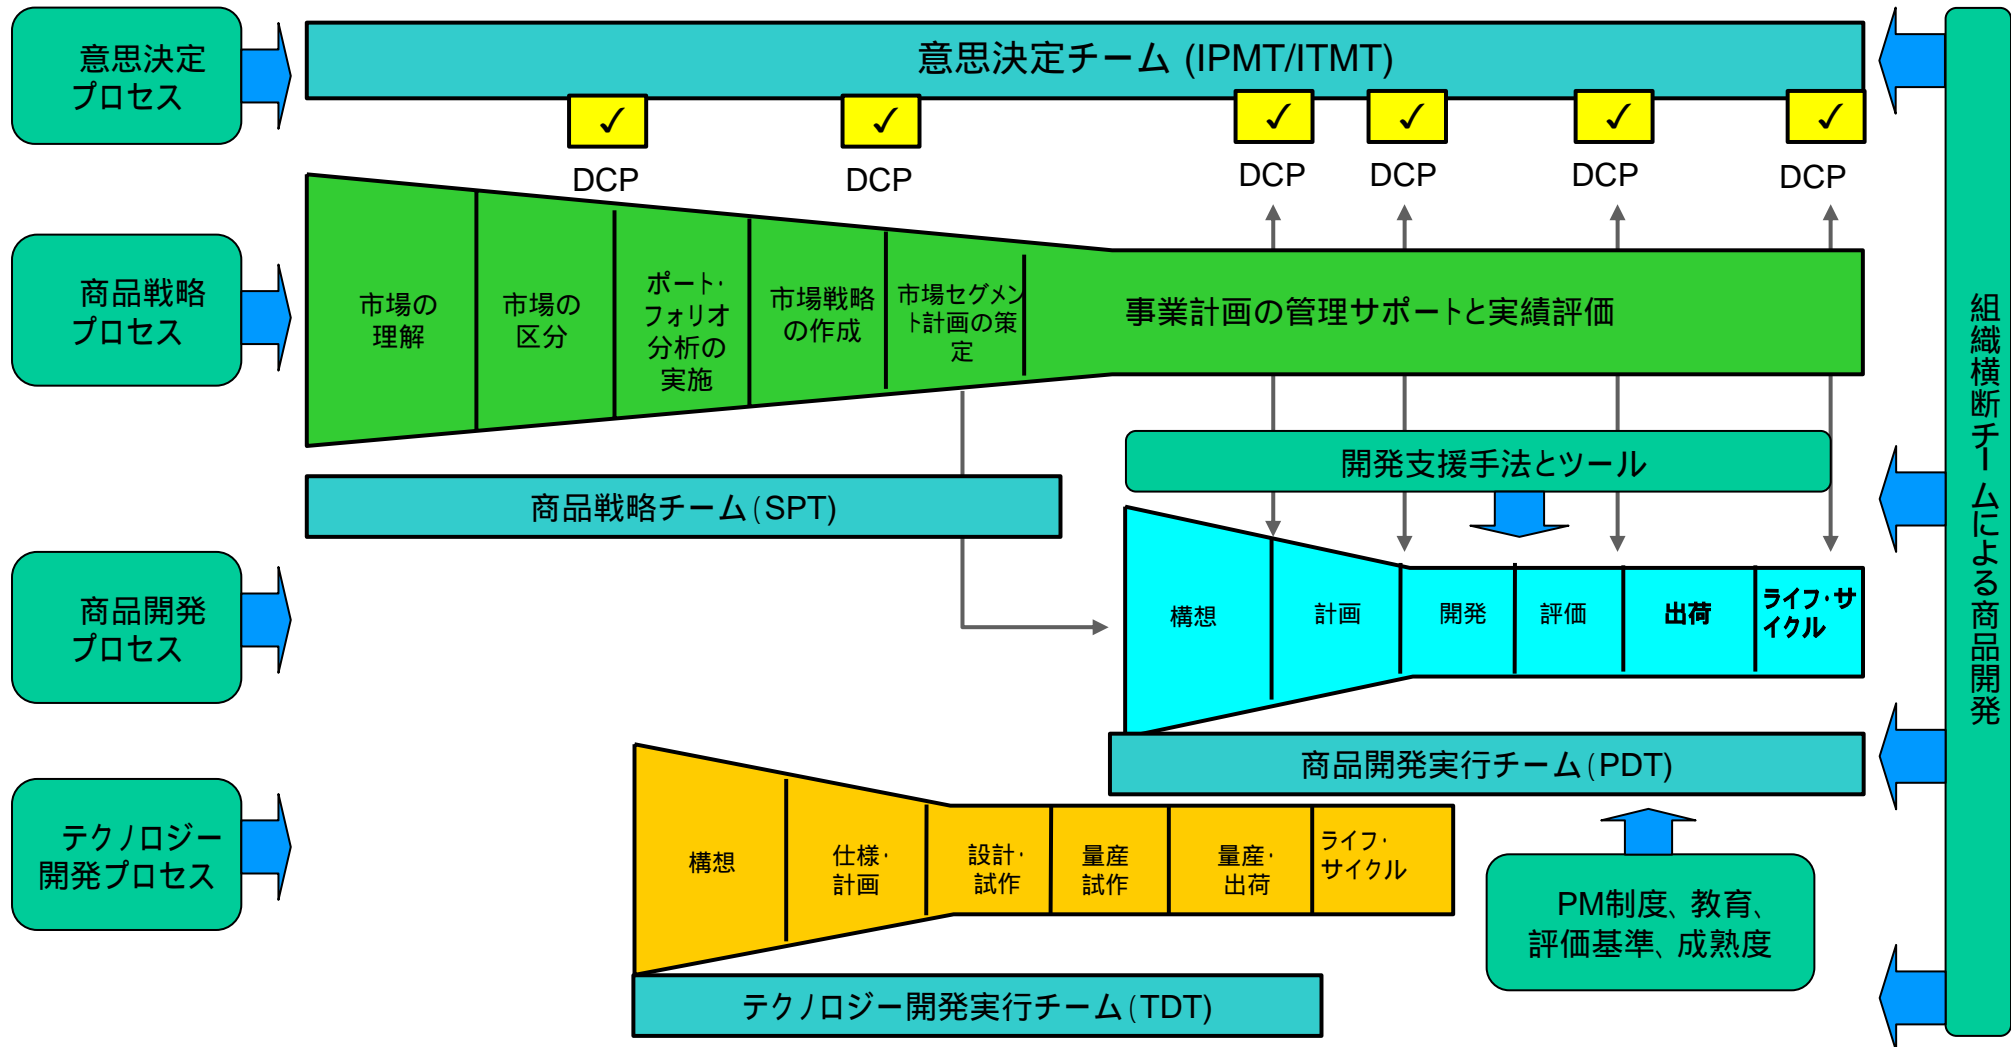 意思決定
プロセス
意思決定チーム (IPMT/ITMT)
✓
✓
✓
✓
✓
✓
DCP
DCP
DCP
DCP
DCP
DCP
商品戦略
プロセス
市場の
理解
市場の
区分
ポート・
フォリオ
分析の
実施
市場戦略
の作成
市場セグメン
ト計画の策
定
事業計画の管理サポートと実績評価
開発支援手法とツール
商品戦略チーム(SPT)
商品開発
プロセス
構想
計画
開発
評価
出荷
ライフ・サ
イクル
商品開発実行チーム(PDT)
テクノロジー
開発プロセス
構想
仕様・
計画
設計・
試作
量産
試作
量産・
出荷
ライフ・
サイクル
PM制度、教育、
評価基準、成熟度
テクノロジー開発実行チーム(TDT)
組織横断チームによる商品開発